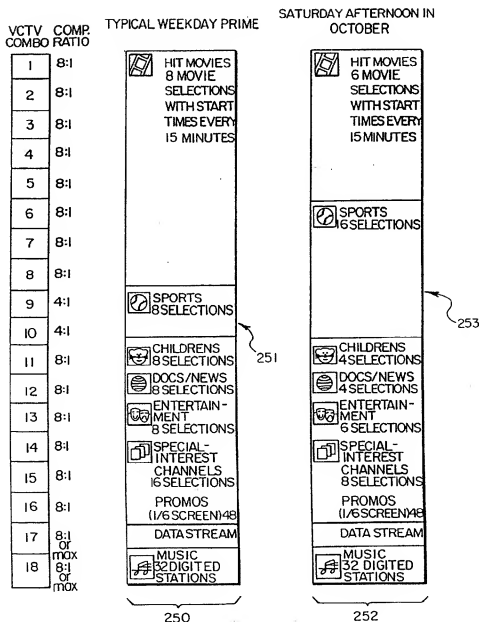 VCTV COMP.
COMBO RATIO
1 8:1
2 8:1
3 8:1
4 8:1
5 8:1
6 8:1
7 8:1
8 8:1
9 4:1
10 4:1
11 8:1
12 8:1
13 8:1
14 8:1
15 8:1
16 8:1
17 8:1
or
max
18 8:1
or
max
TYPICAL WEEKDAY PRIME
HIT MOVIES
8 MOVIE
SELECTIONS
WITH START
TIMES EVERY
15 MINUTES
SPORTS
8 SELECTIONS
251
CHILDRENS
8 SELECTIONS
DOCS/NEWS
8 SELECTIONS
ENTERTAIN-
MENT
8 SELECTIONS
SPECIAL-
INTEREST
CHANNELS
16 SELECTIONS
PROMOS
(1/6 SCREEN)48
DATA STREAM
MUSIC
32 DIGITED
STATIONS
250
SATURDAY AFTERNOON IN
OCTOBER
HIT MOVIES
6 MOVIE
SELECTIONS
WITH START
TIMES EVERY
15 MINUTES
SPORTS
16 SELECTIONS
253
CHILDRENS
4 SELECTIONS
DOCS/NEWS
4 SELECTIONS
ENTERTAIN-
MENT
6 SELECTIONS
SPECIAL-
INTEREST
CHANNELS
8 SELECTIONS
PROMOS
(1/6 SCREEN)48
DATA STREAM
MUSIC
32 DIGITED
STATIONS
252